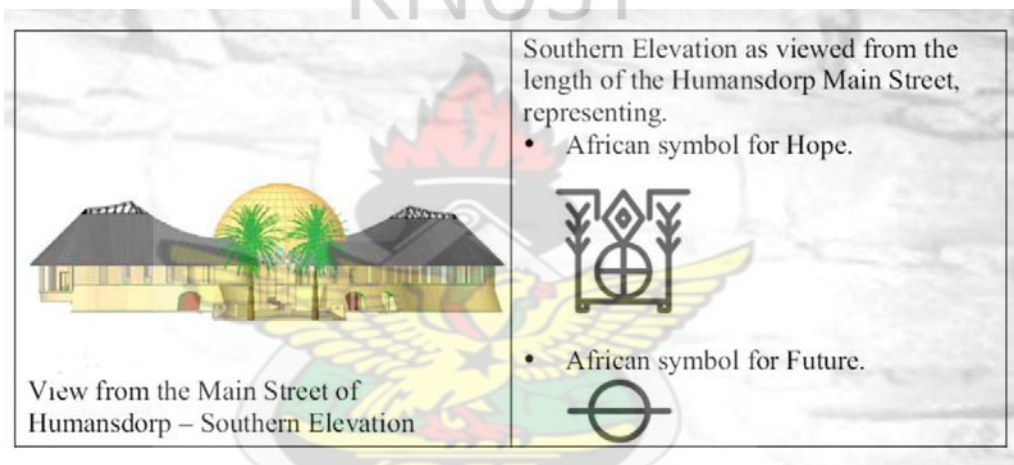 KNUST
Southern Elevation as viewed from the
length of the Humansdorp Main Street,
representing.
• African symbol for Hope.
• African symbol for Future.
View from the Main Street of
Humansdorp – Southern Elevation